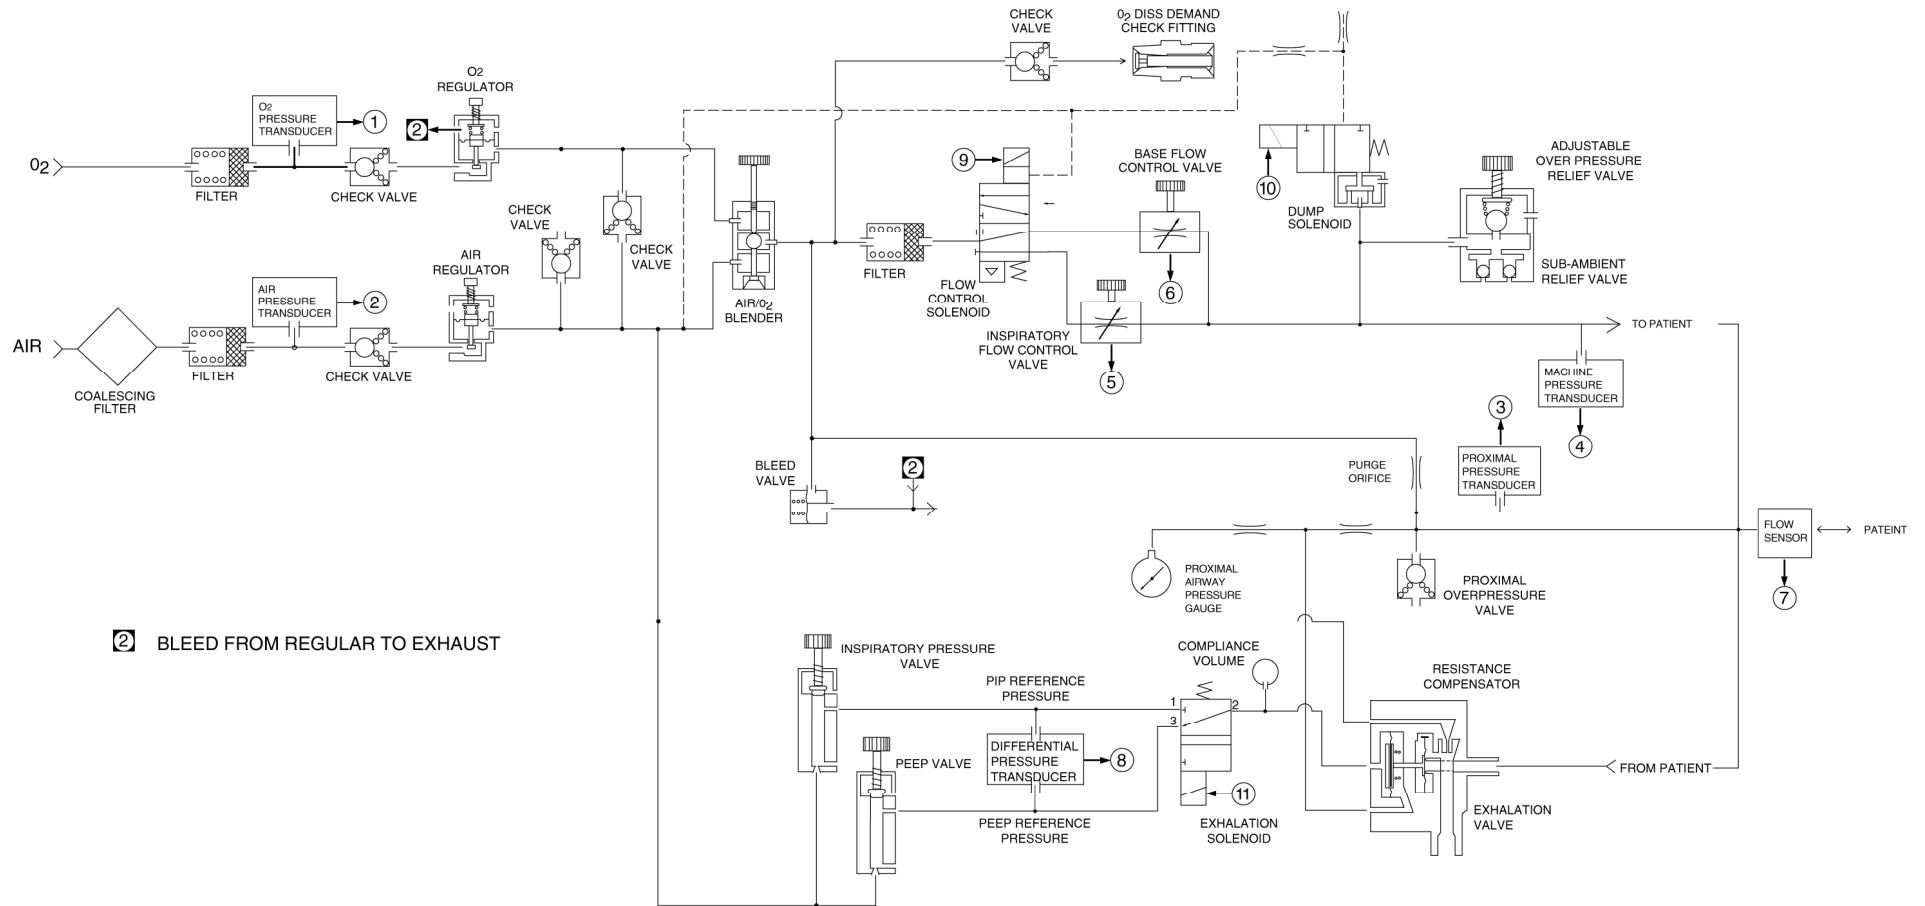 CHECK
VALVE
O2 DISS DEMAND
CHECK FITTING
O2
REGULATOR
O2
PRESSURE
TRANSDUCER
1
2
O2
FILTER
CHECK VALVE
CHECK
VALVE
CHECK
VALVE
9
BASE FLOW
CONTROL VALVE
10
DUMP
SOLENOID
ADJUSTABLE
OVER PRESSURE
RELIEF VALVE
SUB-AMBIENT
RELIEF VALVE
AIR
REGULATOR
AIR
PRESSURE
TRANSDUCER
2
AIR
COALESCING
FILTER
FILTER
CHECK VALVE
AIR/O2
BLENDER
FILTER
FLOW
CONTROL
SOLENOID
6
INSPIRATORY
FLOW CONTROL
VALVE
5
TO PATIENT
MACHINE
PRESSURE
TRANSDUCER
4
3
PROXIMAL
PRESSURE
TRANSDUCER
BLEED
VALVE
2
PURGE
ORIFICE
FLOW
SENSOR
PATEINT
7
PROXIMAL
AIRWAY
PRESSURE
GAUGE
PROXIMAL
OVERPRESSURE
VALVE
2 BLEED FROM REGULAR TO EXHAUST
INSPIRATORY PRESSURE
VALVE
PIP REFERENCE
PRESSURE
COMPLIANCE
VOLUME
RESISTANCE
COMPENSATOR
1
2
3
DIFFERENTIAL
PRESSURE
TRANSDUCER
8
PEEP VALVE
11
PEEP REFERENCE
PRESSURE
EXHALATION
SOLENOID
FROM PATIENT
EXHALATION
VALVE